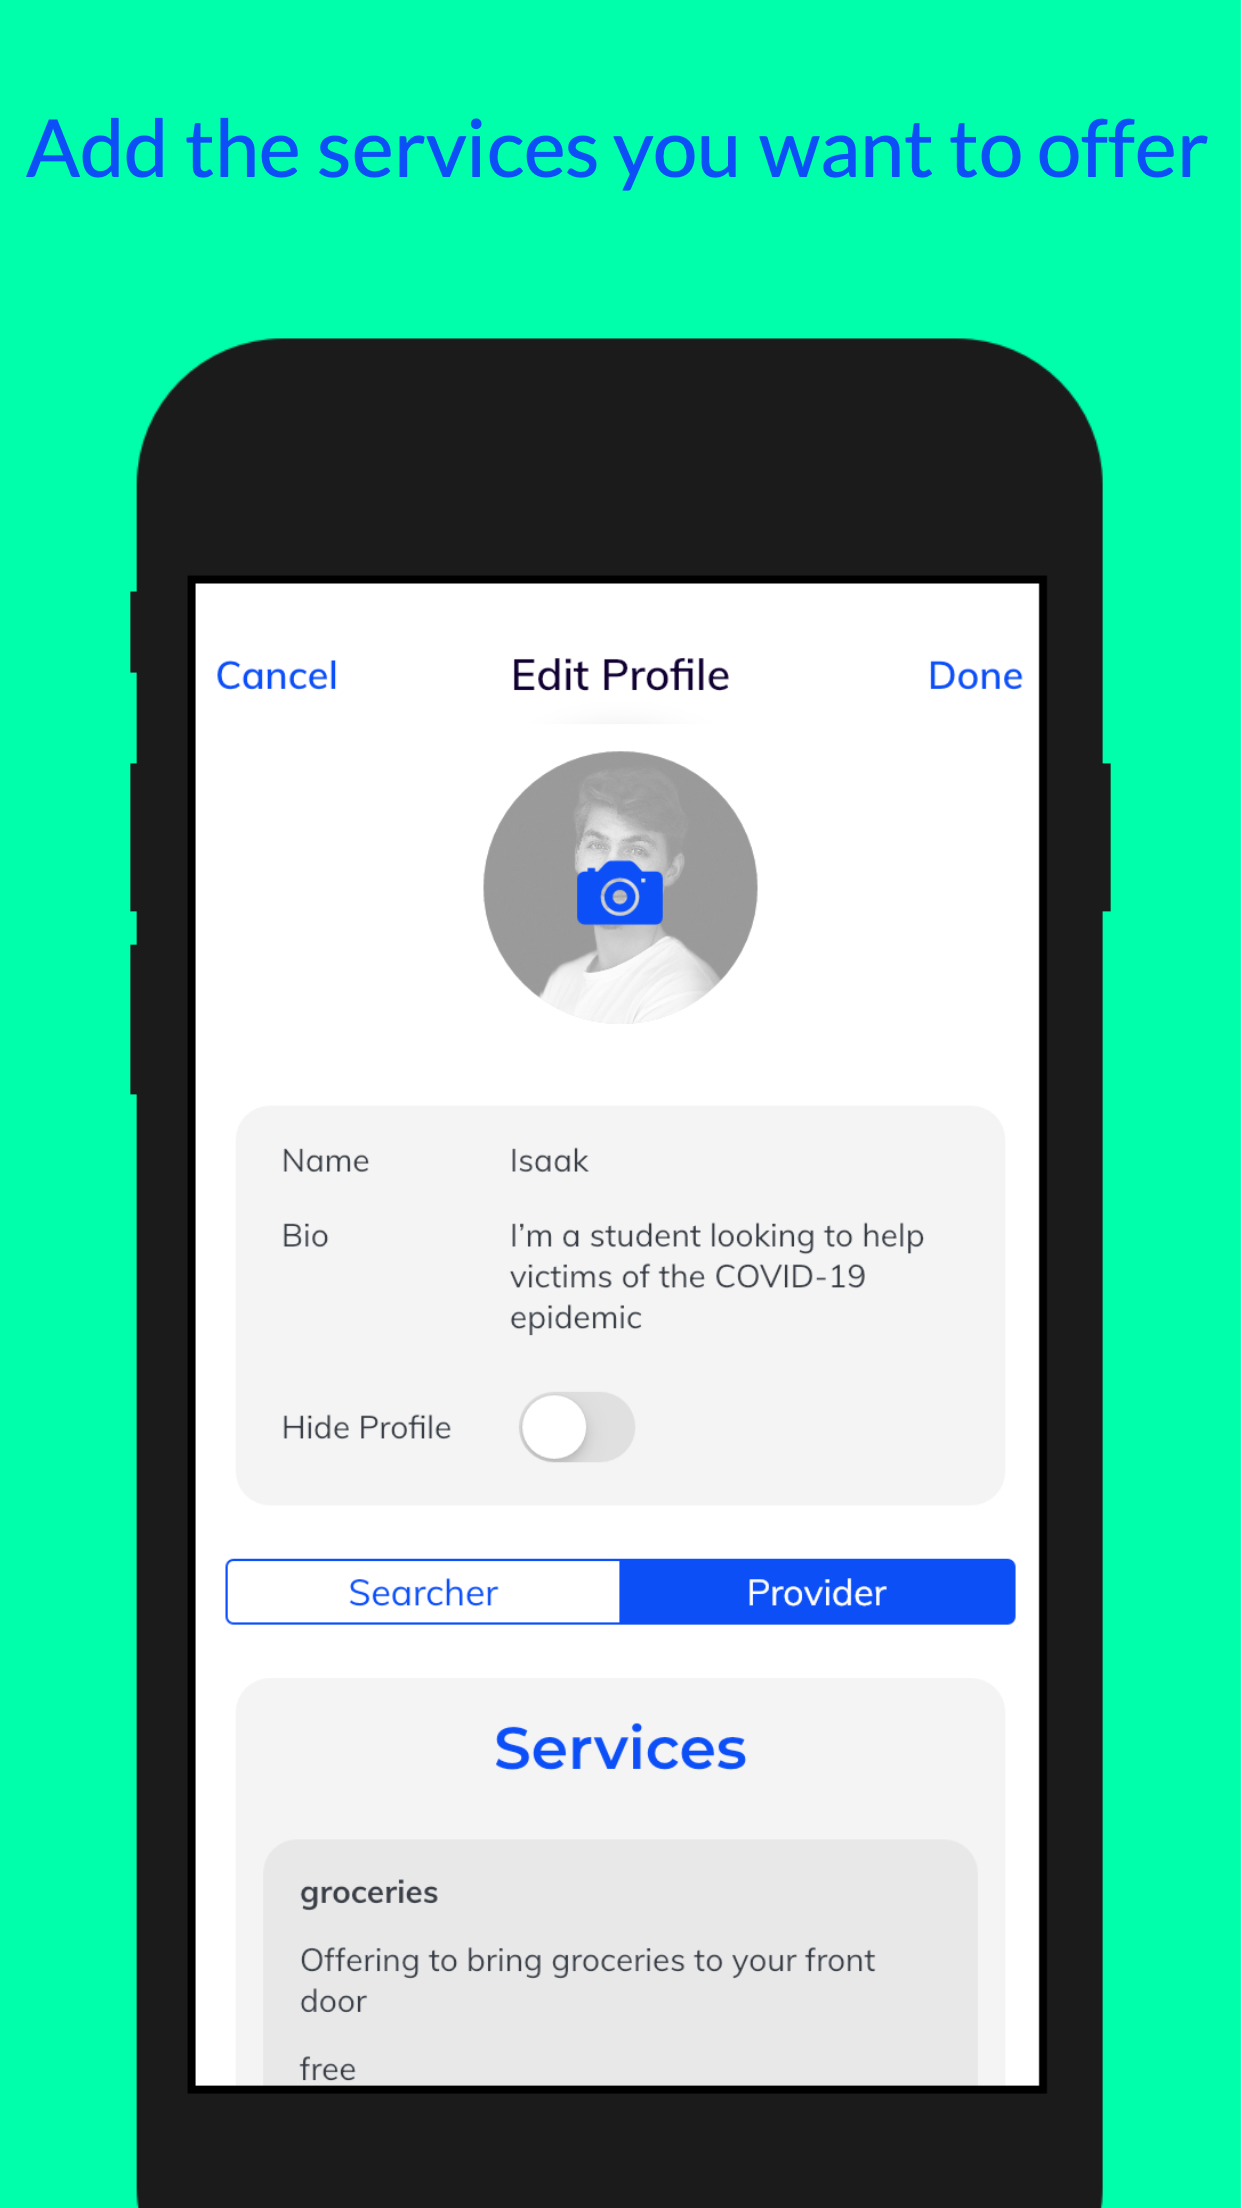 Add the services you want to offer
Cancel
Edit Profile
Done
Name
Isaak
Bio
I’m a student looking to help
victims of the COVID-19
epidemic
Hide Profile
Searcher
Provider
Services
groceries
Offering to bring groceries to your front
door
free